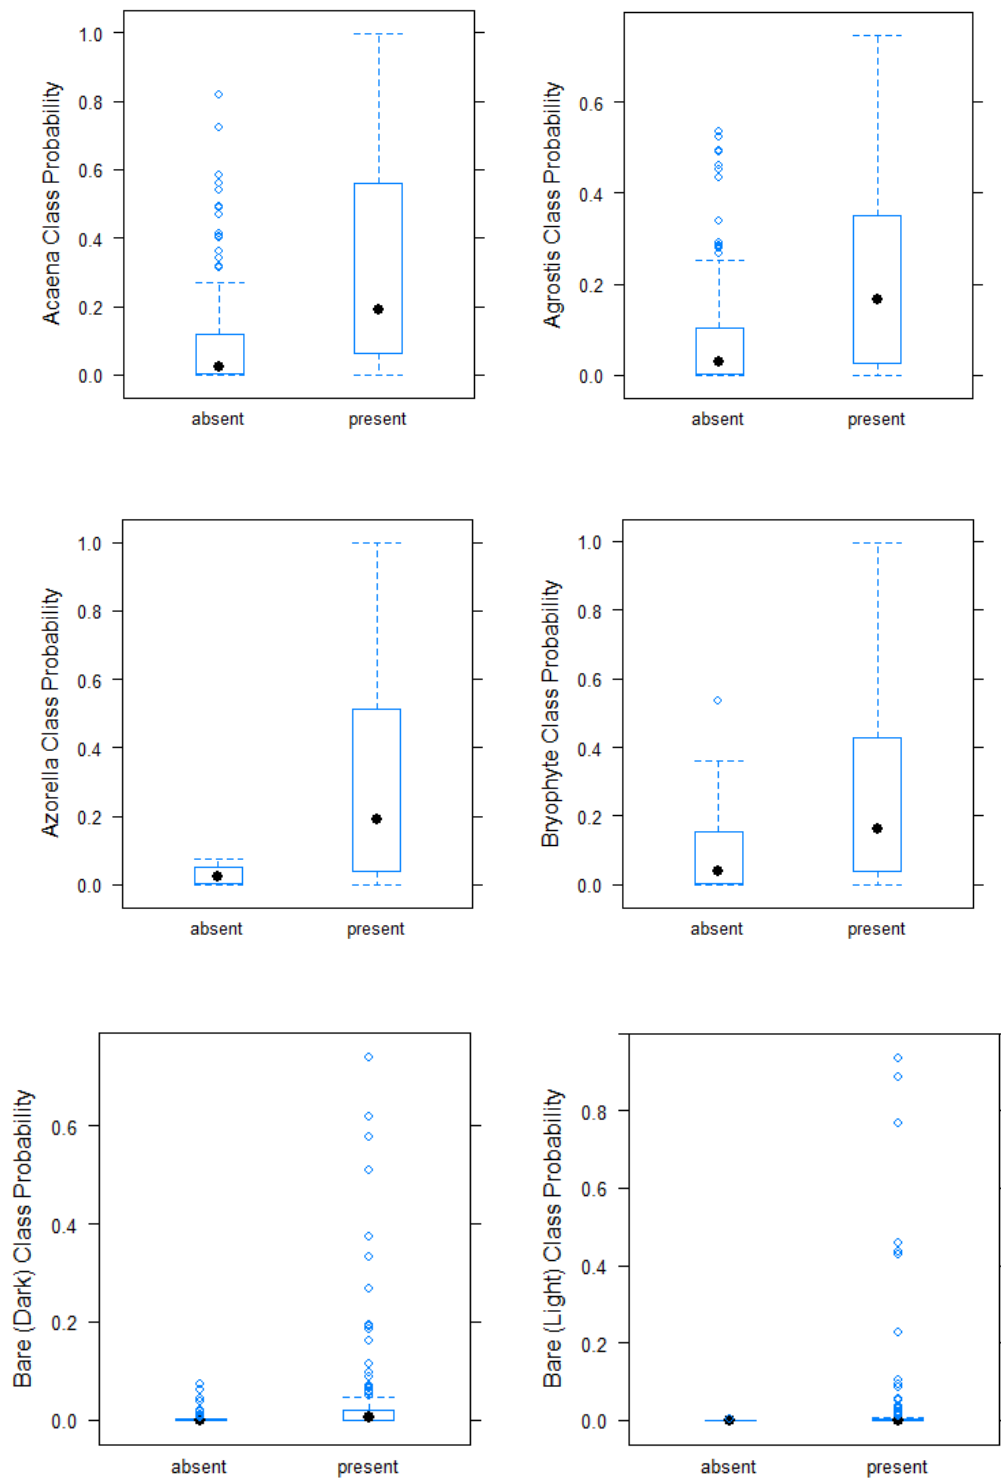 Acaena Class Probability
1.0
0.8
0.6
0.4
0.2
0.0
absent present
Agrostis Class Probability
0.6
0.4
0.2
0.0
absent present
Azorella Class Probability
1.0
0.8
0.6
0.4
0.2
0.0
absent present
Bryophyte Class Probability
1.0
0.8
0.6
0.4
0.2
0.0
absent present
Bare (Dark) Class Probability
0.6
0.4
0.2
0.0
absent present
Bare (Light) Class Probability
0.8
0.6
0.4
0.2
0.0
absent present